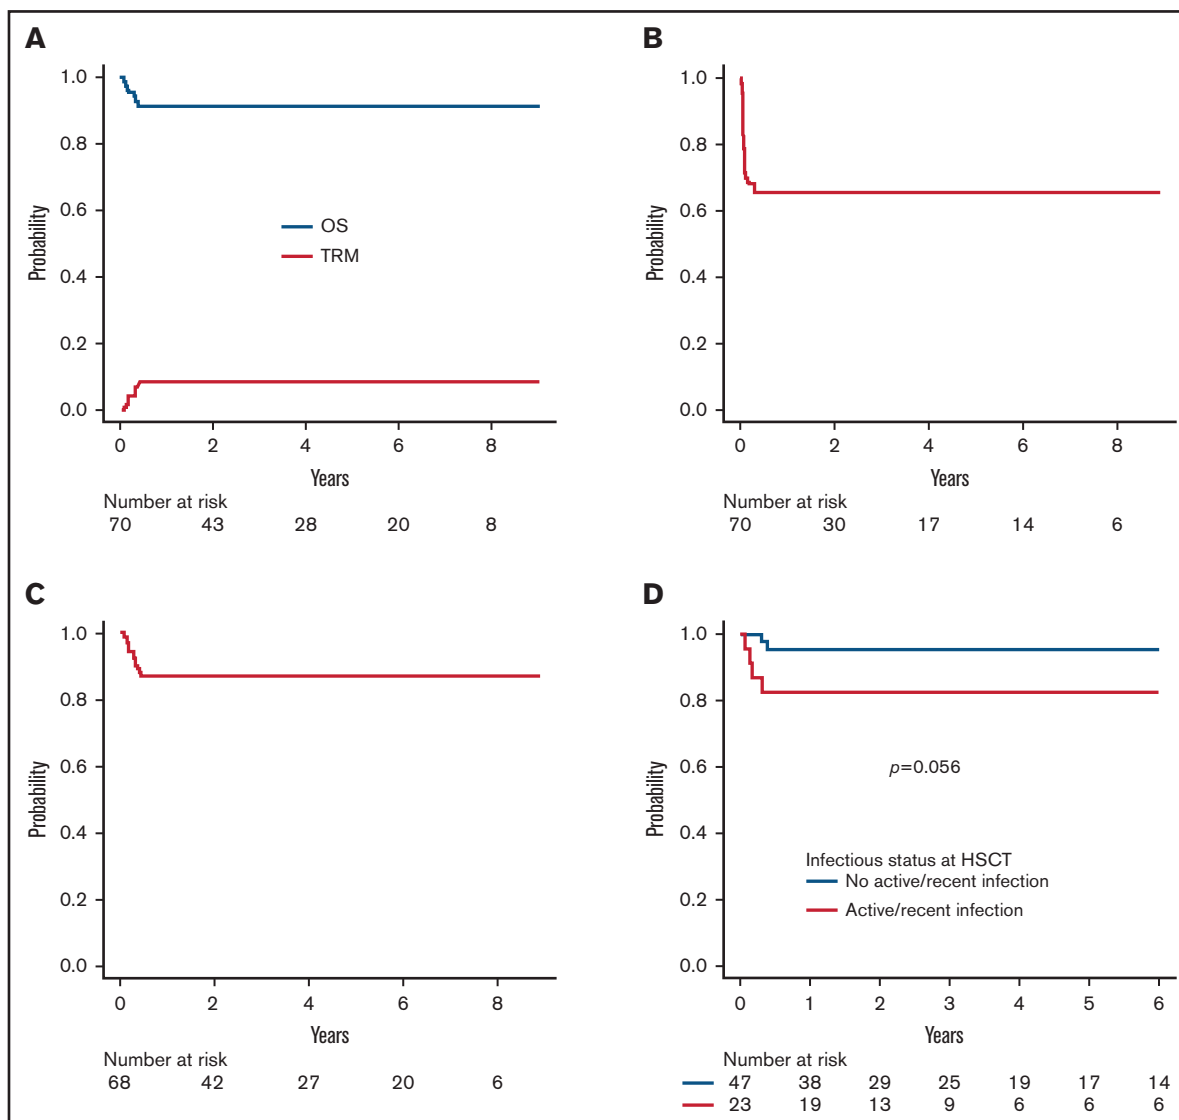 A
1.0
0.8
0.6
0.4
0.2
0.0
Probability
OS
TRM
0 2 4 6 8
Years
Number at risk
70 43 28 20 8
B
1.0
0.8
0.6
0.4
0.2
0.0
Probability
0 2 4 6 8
Years
Number at risk
70 30 17 14 6
C
1.0
0.8
0.6
0.4
0.2
0.0
Probability
0 2 4 6 8
Years
Number at risk
68 42 27 20 6
D
1.0
0.8
0.6
0.4
0.2
0.0
Probability
p=0.056
Infectious status at HSCT
No active/recent infection
Active/recent infection
0 1 2 3 4 5 6
Years
Number at risk
47 38 29 25 19 17 14
23 19 13 9 6 6 6